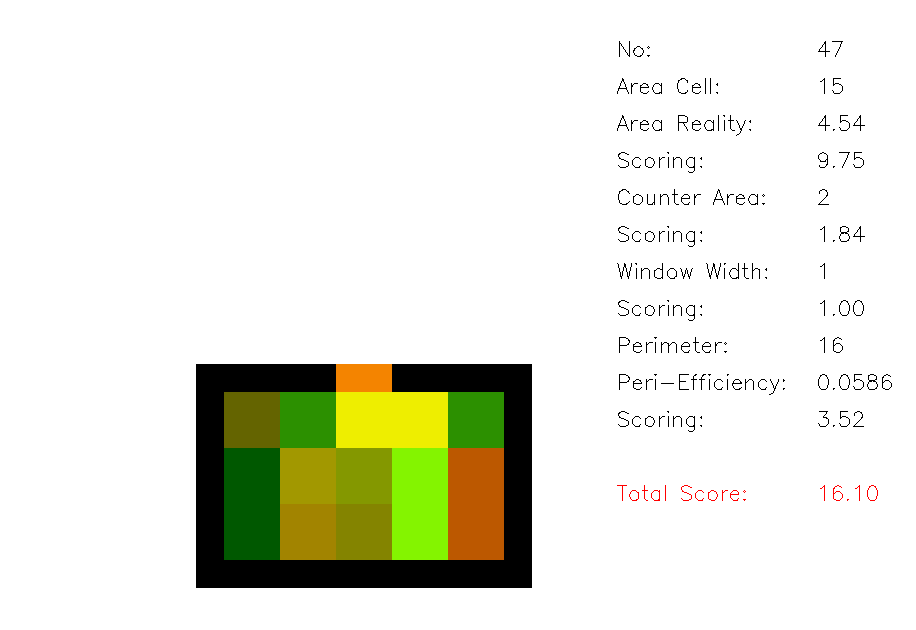 No: 47
Area Cell: 15
Area Reality: 4.54
Scoring: 9.75
Counter Area: 2
Scoring: 1.84
Window Width: 1
Scoring: 1.00
Perimeter: 16
Peri-Efficiency: 0.0586
Scoring: 3.52
Total Score: 16.10